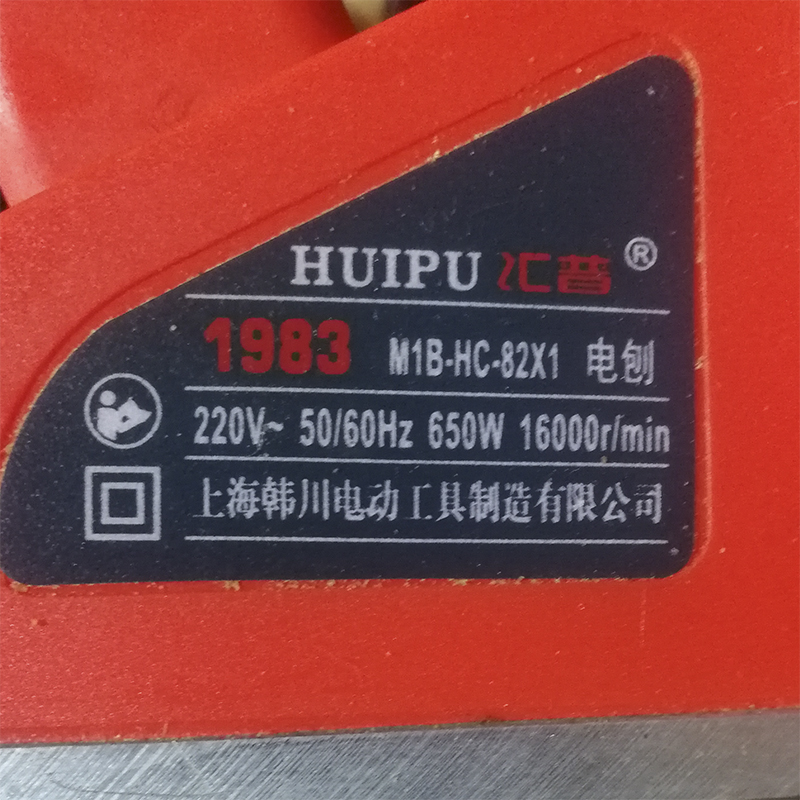 HUIPU 汇普®
1983 M1B-HC-82X1 电刨
220V~ 50/60Hz 650W 16000r/min
上海韩川电动工具制造有限公司